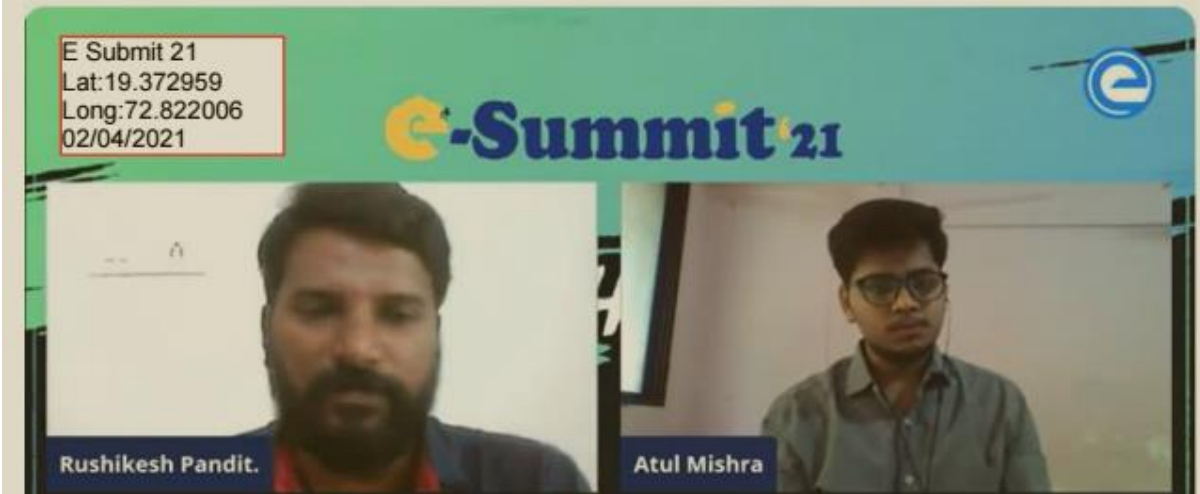 E Submit 21
Lat:19.372959
Long:72.822006
02/04/2021
e-Summit'21
e
Rushikesh Pandit.
Atul Mishra